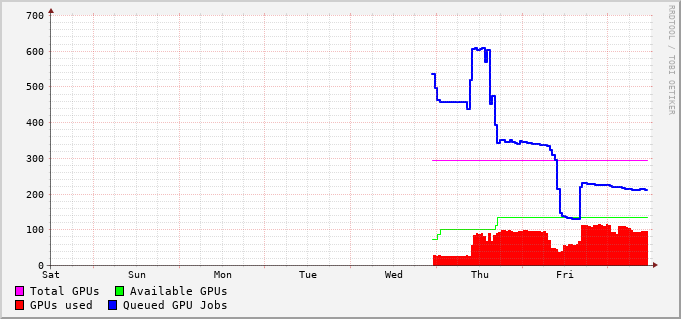 700
600
500
400
300
200
100
0
Sat Sun Mon Tue Wed Thu Fri
Total GPUs Available GPUs
GPUs used Queued GPU Jobs
RRDTOOL / TOBI OETIKER